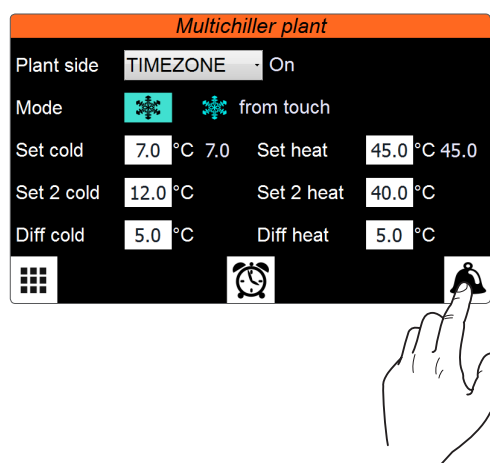 Multichiller plant
Plant side TIMEZONE On
Mode from touch
Set cold 7.0 °C 7.0 Set heat 45.0 °C 45.0
Set 2 cold 12.0 °C Set 2 heat 40.0 °C
Diff cold 5.0 °C Diff heat 5.0 °C